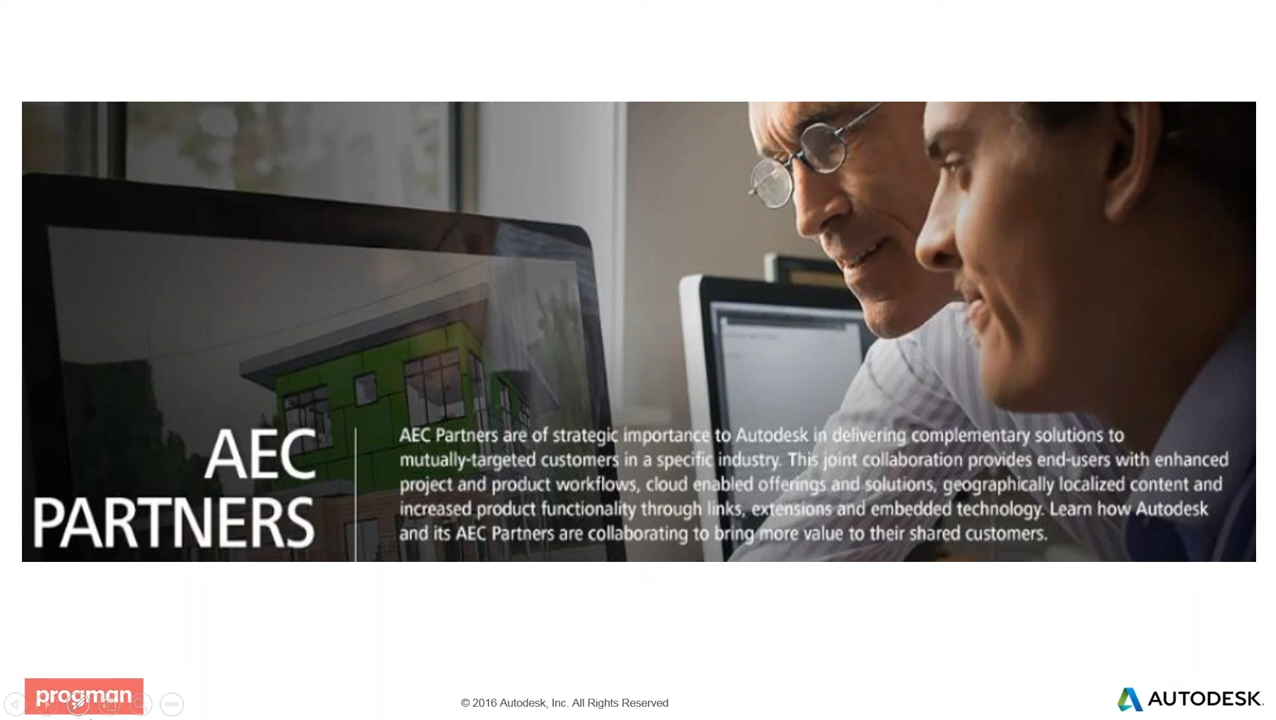 AEC
PARTNERS
AEC Partners are of strategic importance to Autodesk in delivering complementary solutions to
mutually-targeted customers in a specific industry. This joint collaboration provides end-users with enhanced
project and product workflows, cloud enabled offerings and solutions, geographically localized content and
increased product functionality through links, extensions and embedded technology. Learn how Autodesk
and its AEC Partners are collaborating to bring more value to their shared customers.
progman
© 2016 Autodesk, Inc. All Rights Reserved
AUTODESK.